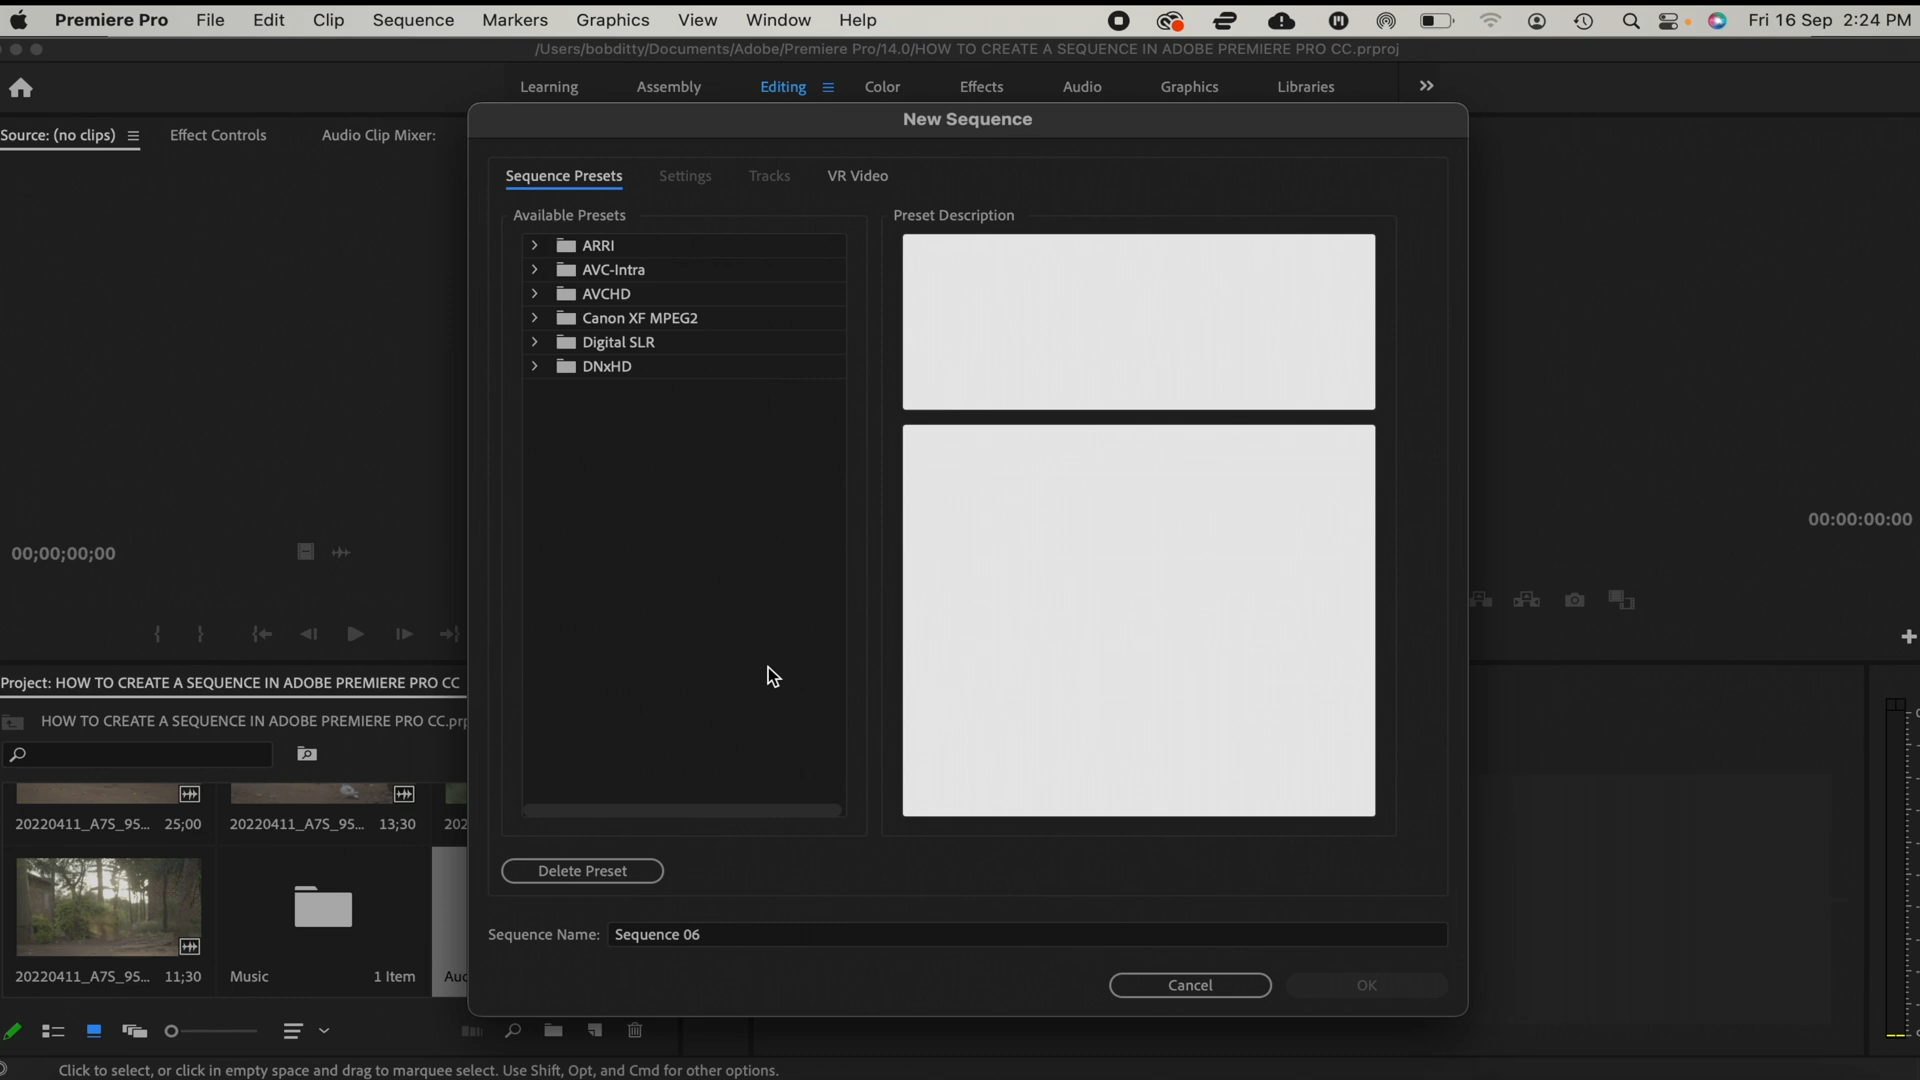 Premiere Pro File Edit Clip Sequence Markers Graphics View Window Help Fri 16 Sep 2:24 PM
/Users/bobditty/Documents/Adobe/Premiere Pro/14.0/HOW TO CREATE A SEQUENCE IN ADOBE PREMIERE PRO CC.prproj
Learning Assembly Editing Color Effects Audio Graphics Libraries
New Sequence
Source: (no clips) Effect Controls Audio Clip Mixer:
Sequence Presets Settings Tracks VR Video
Available Presets Preset Description
ARRI
AVC-Intra
AVCHD
Canon XF MPEG2
Digital SLR
DNxHD
00:00:00:00
00;00;00;00
Project: HOW TO CREATE A SEQUENCE IN ADOBE PREMIERE PRO CC
HOW TO CREATE A SEQUENCE IN ADOBE PREMIERE PRO CC.prp
20220411_A7S_95... 25;00 20220411_A7S_95... 13;30 202
Delete Preset
Sequence Name: Sequence 06
20220411_A7S_95... 11;30 Music 1 Item Auc
Cancel OK
Click to select, or click in empty space and drag to marquee select. Use Shift, Opt, and Cmd for other options.